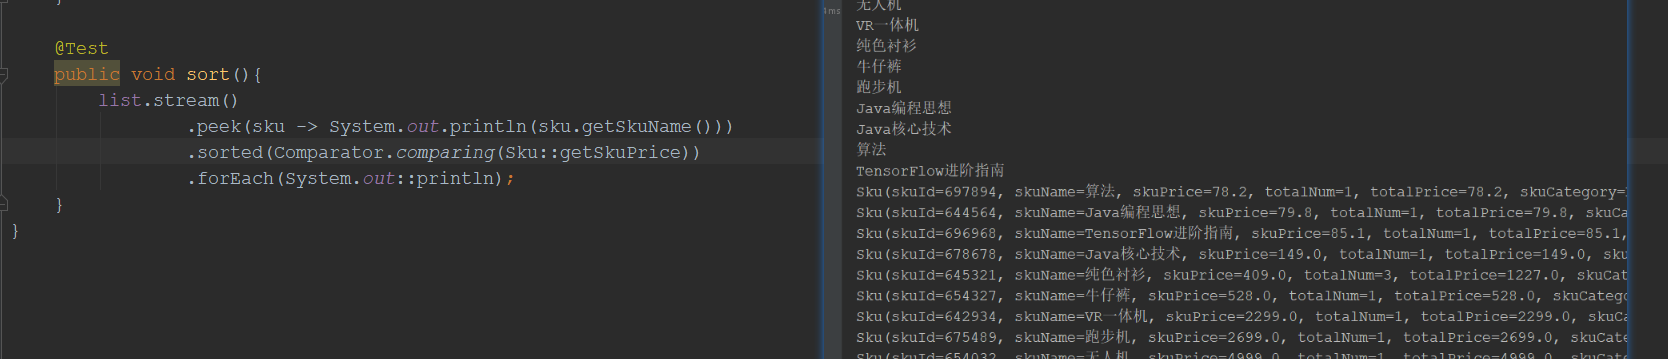 }
@Test
public void sort(){
list.stream()
.peek(sku -> System.out.println(sku.getSkuName()))
.sorted(Comparator.comparing(Sku::getSkuPrice))
.forEach(System.out::println);
}
}
ms
无人机
VR一体机
纯色衬衫
牛仔裤
跑步机
Java编程思想
Java核心技术
算法
TensorFlow进阶指南
Sku(skuId=697894, skuName=算法, skuPrice=78.2, totalNum=1, totalPrice=78.2, skuCategory=
Sku(skuId=644564, skuName=Java编程思想, skuPrice=79.8, totalNum=1, totalPrice=79.8, skuCa
Sku(skuId=696968, skuName=TensorFlow进阶指南, skuPrice=85.1, totalNum=1, totalPrice=85.1,
Sku(skuId=678678, skuName=Java核心技术, skuPrice=149.0, totalNum=1, totalPrice=149.0, sk
Sku(skuId=645321, skuName=纯色衬衫, skuPrice=409.0, totalNum=3, totalPrice=1227.0, skuCat
Sku(skuId=654327, skuName=牛仔裤, skuPrice=528.0, totalNum=1, totalPrice=528.0, skuCateg
Sku(skuId=642934, skuName=VR一体机, skuPrice=2299.0, totalNum=1, totalPrice=2299.0, skuCa
Sku(skuId=675489, skuName=跑步机, skuPrice=2699.0, totalNum=1, totalPrice=2699.0, skuCat
Sku(skuId=654032, skuName=无人机, skuPrice=4999.0, totalNum=1, totalPrice=4999.0, skuCat